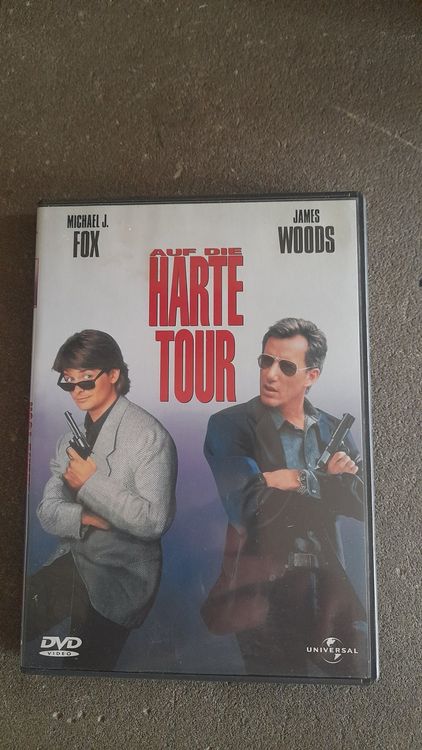 MICHAEL J.
FOX
JAMES
WOODS
AUF DIE
HARTE
TOUR
DVD
VIDEO
UNIVERSAL